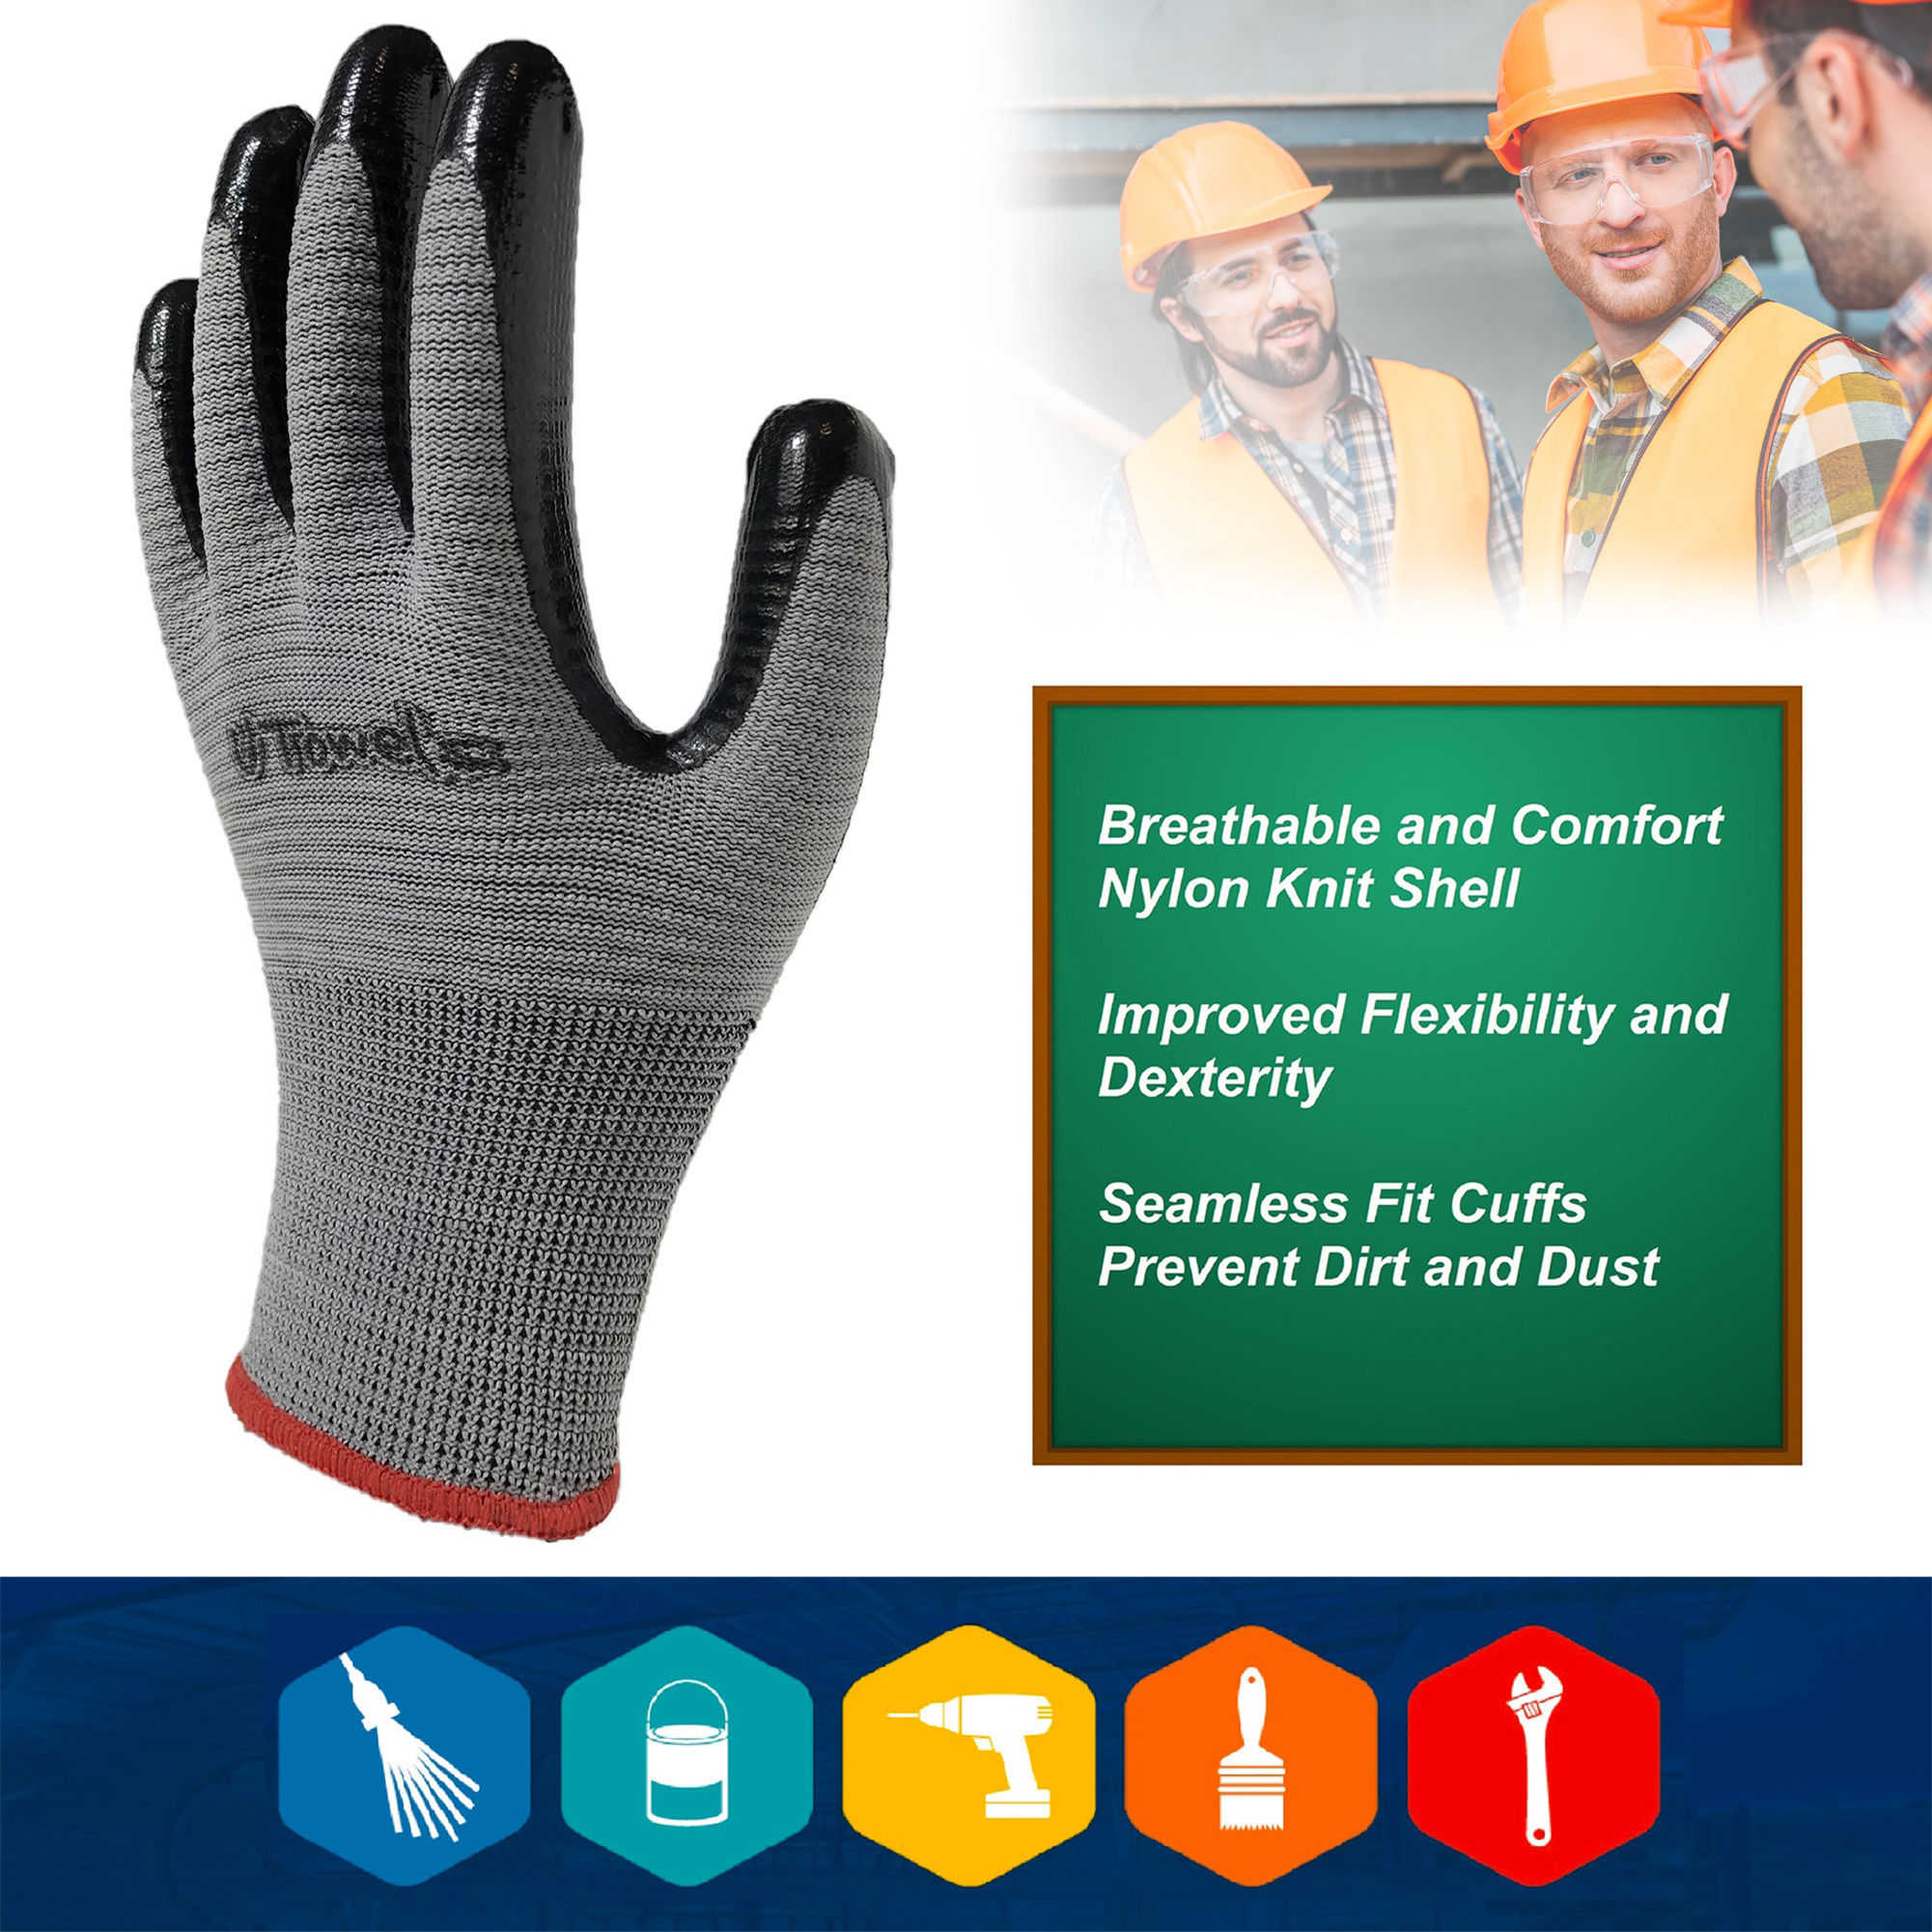 Breathable and Comfort
Nylon Knit Shell
Improved Flexibility and
Dexterity
Seamless Fit Cuffs
Prevent Dirt and Dust